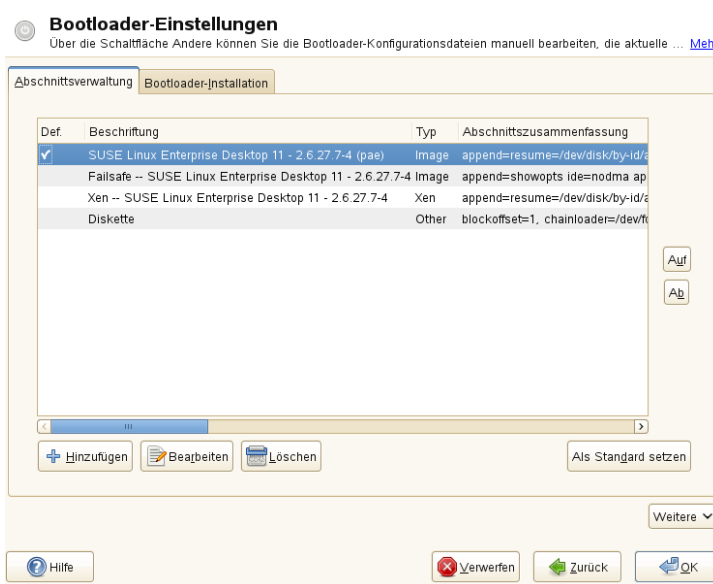 Bootloader-Einstellungen
Über die Schaltfläche Andere können Sie die Bootloader-Konfigurationsdateien manuell bearbeiten, die aktuelle ... Meh
Abschnittsverwaltung Bootloader-Installation
Def. Beschriftung Typ Abschnittszusammenfassung
SUSE Linux Enterprise Desktop 11 - 2.6.27.7-4 (pae) Image append=resume=/dev/disk/by-id/a
Failsafe -- SUSE Linux Enterprise Desktop 11 - 2.6.27.7-4 Image append=showopts ide=nodma ap
Xen -- SUSE Linux Enterprise Desktop 11 - 2.6.27.7-4 Xen append=resume=/dev/disk/by-id/a
Diskette Other blockoffset=1, chainloader=/dev/f
Auf
Ab
Hinzufügen Bearbeiten Löschen Als Standard setzen
Weitere
Hilfe Verwerfen Zurück OK